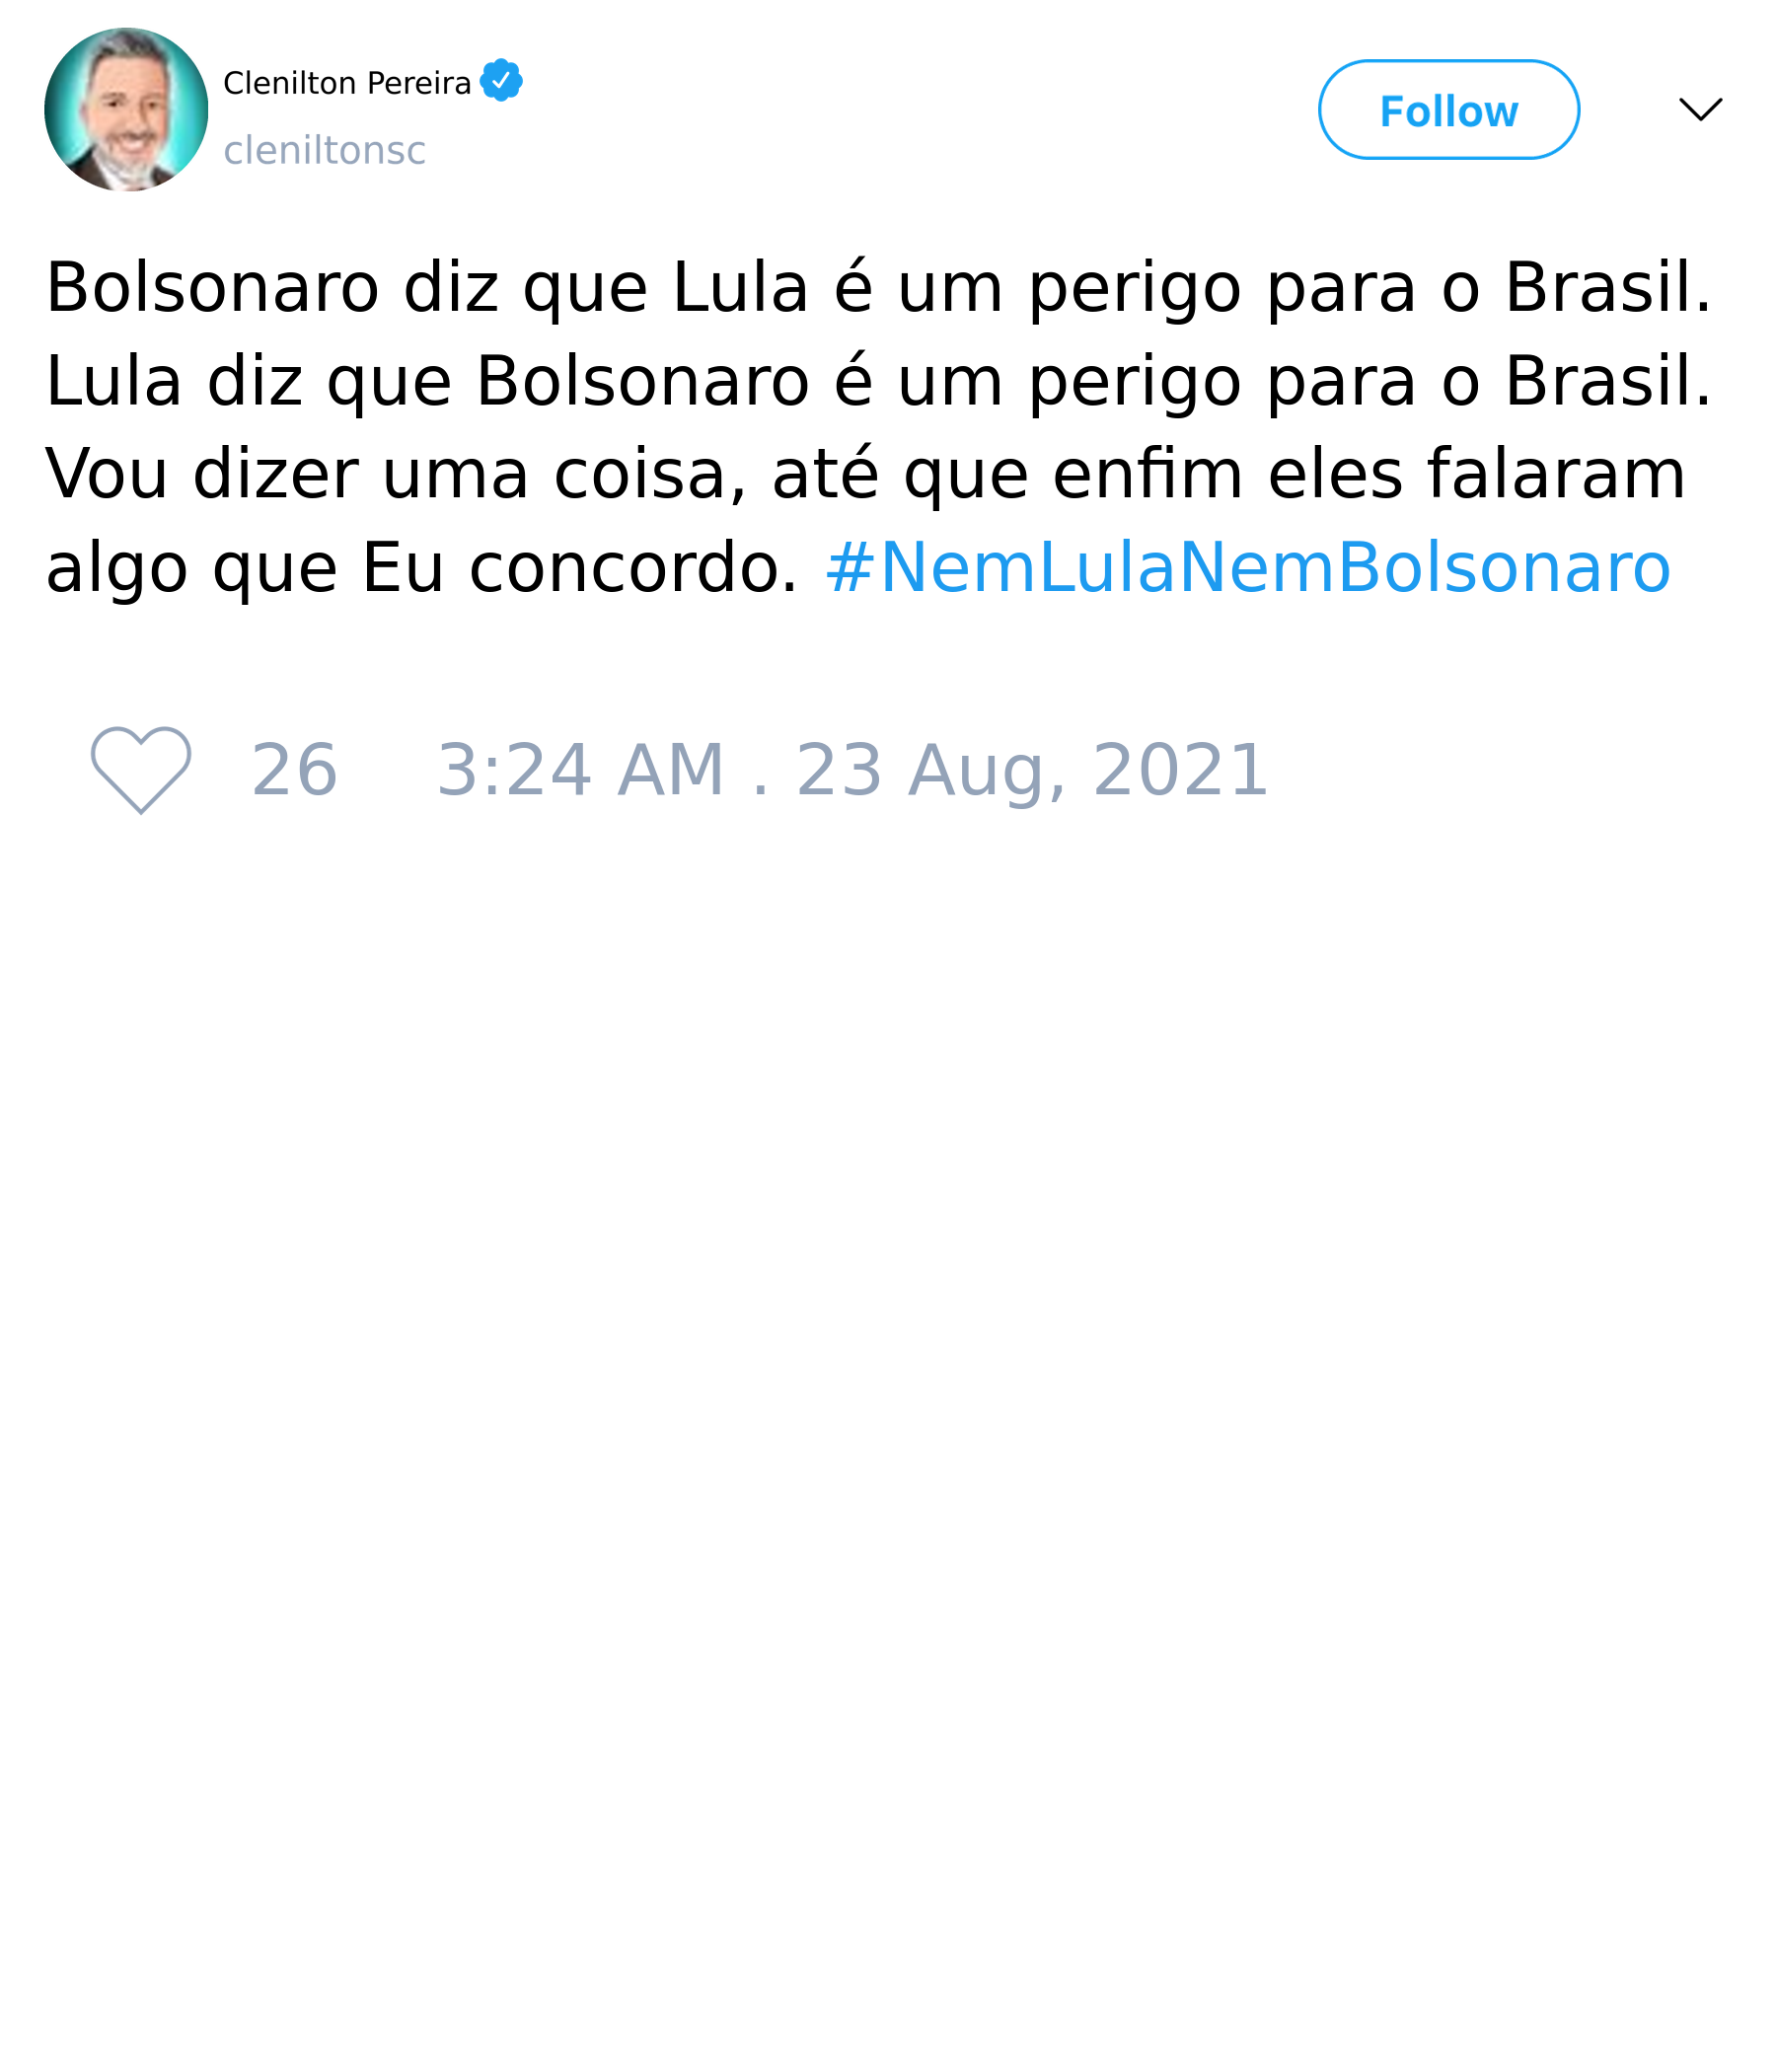 Clenilton Pereira
cleniltonsc
Follow
Bolsonaro diz que Lula é um perigo para o Brasil.
Lula diz que Bolsonaro é um perigo para o Brasil.
Vou dizer uma coisa, até que enfim eles falaram
algo que Eu concordo. #NemLulaNemBolsonaro
26 3:24 AM . 23 Aug, 2021